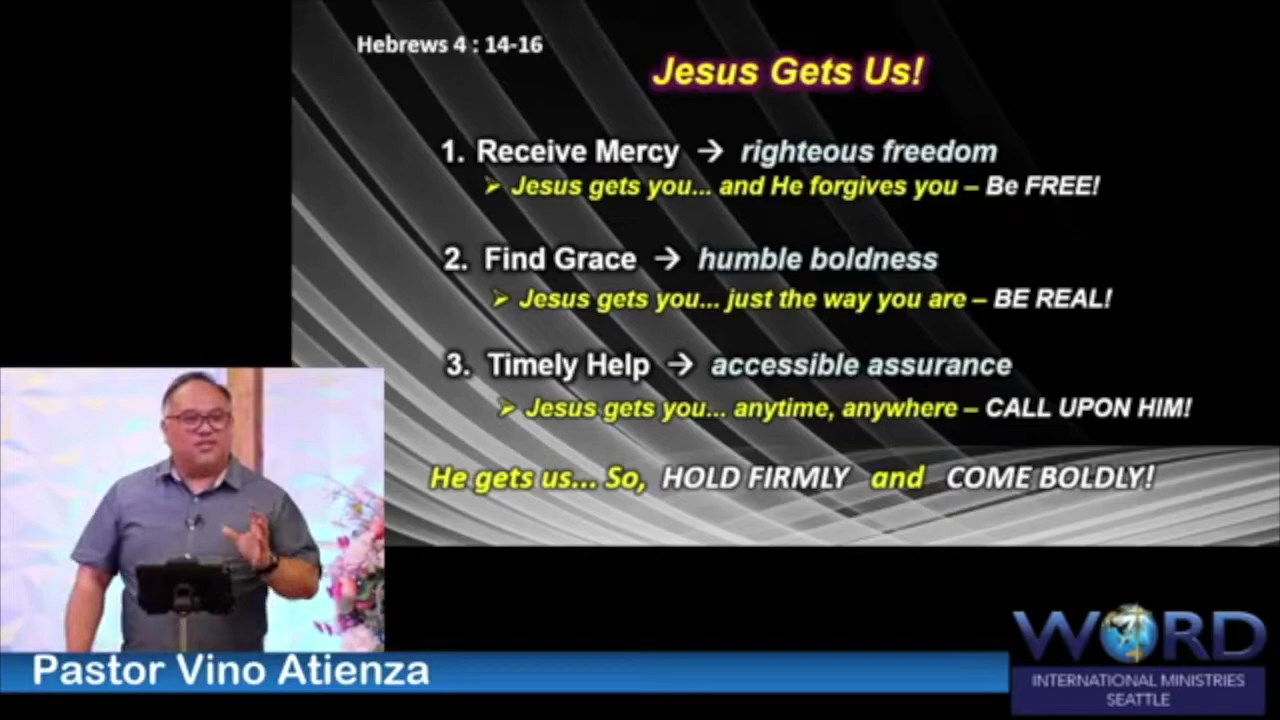 Hebrews 4 : 14-16
Jesus Gets Us!
1. Receive Mercy → righteous freedom
➢ Jesus gets you... and He forgives you – Be FREE!
2. Find Grace → humble boldness
➢ Jesus gets you... just the way you are – BE REAL!
3. Timely Help → accessible assurance
➢ Jesus gets you... anytime, anywhere – CALL UPON HIM!
He gets us... So, HOLD FIRMLY and COME BOLDLY!
Pastor Vino Atienza
WORD
INTERNATIONAL MINISTRIES
SEATTLE